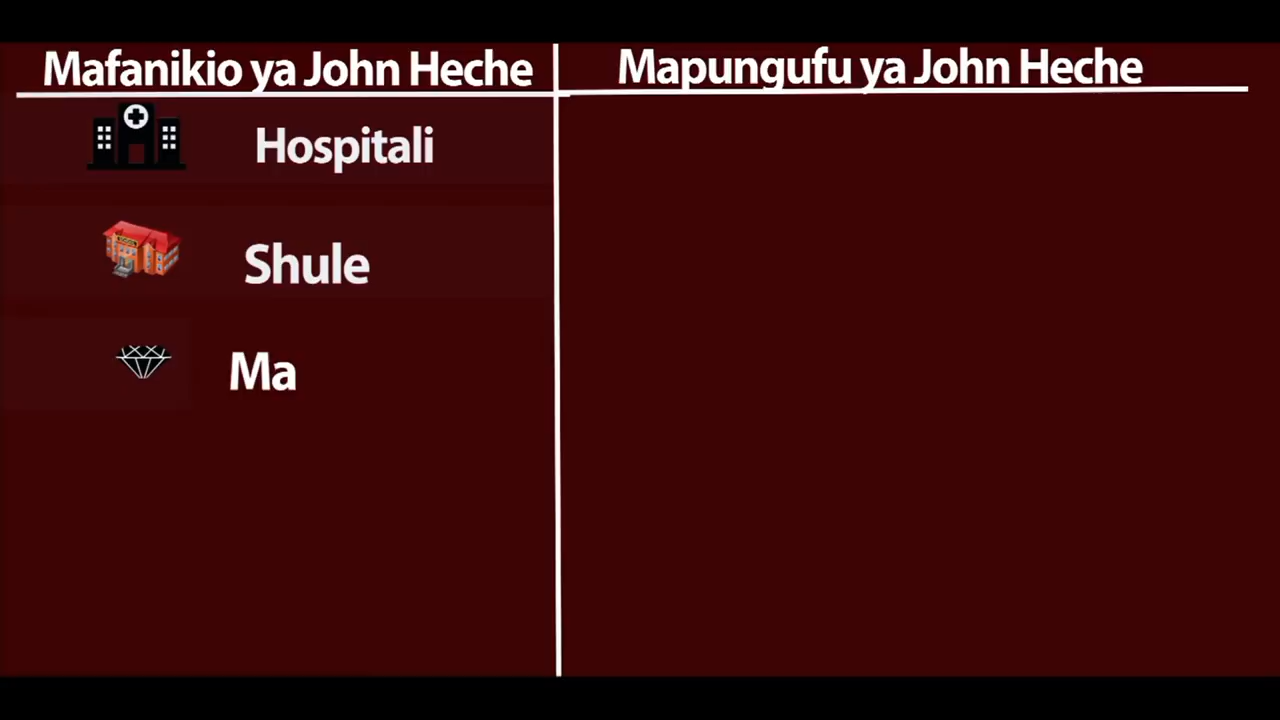 Mafanikio ya John Heche
Mapungufu ya John Heche
Hospitali
Shule
Ma